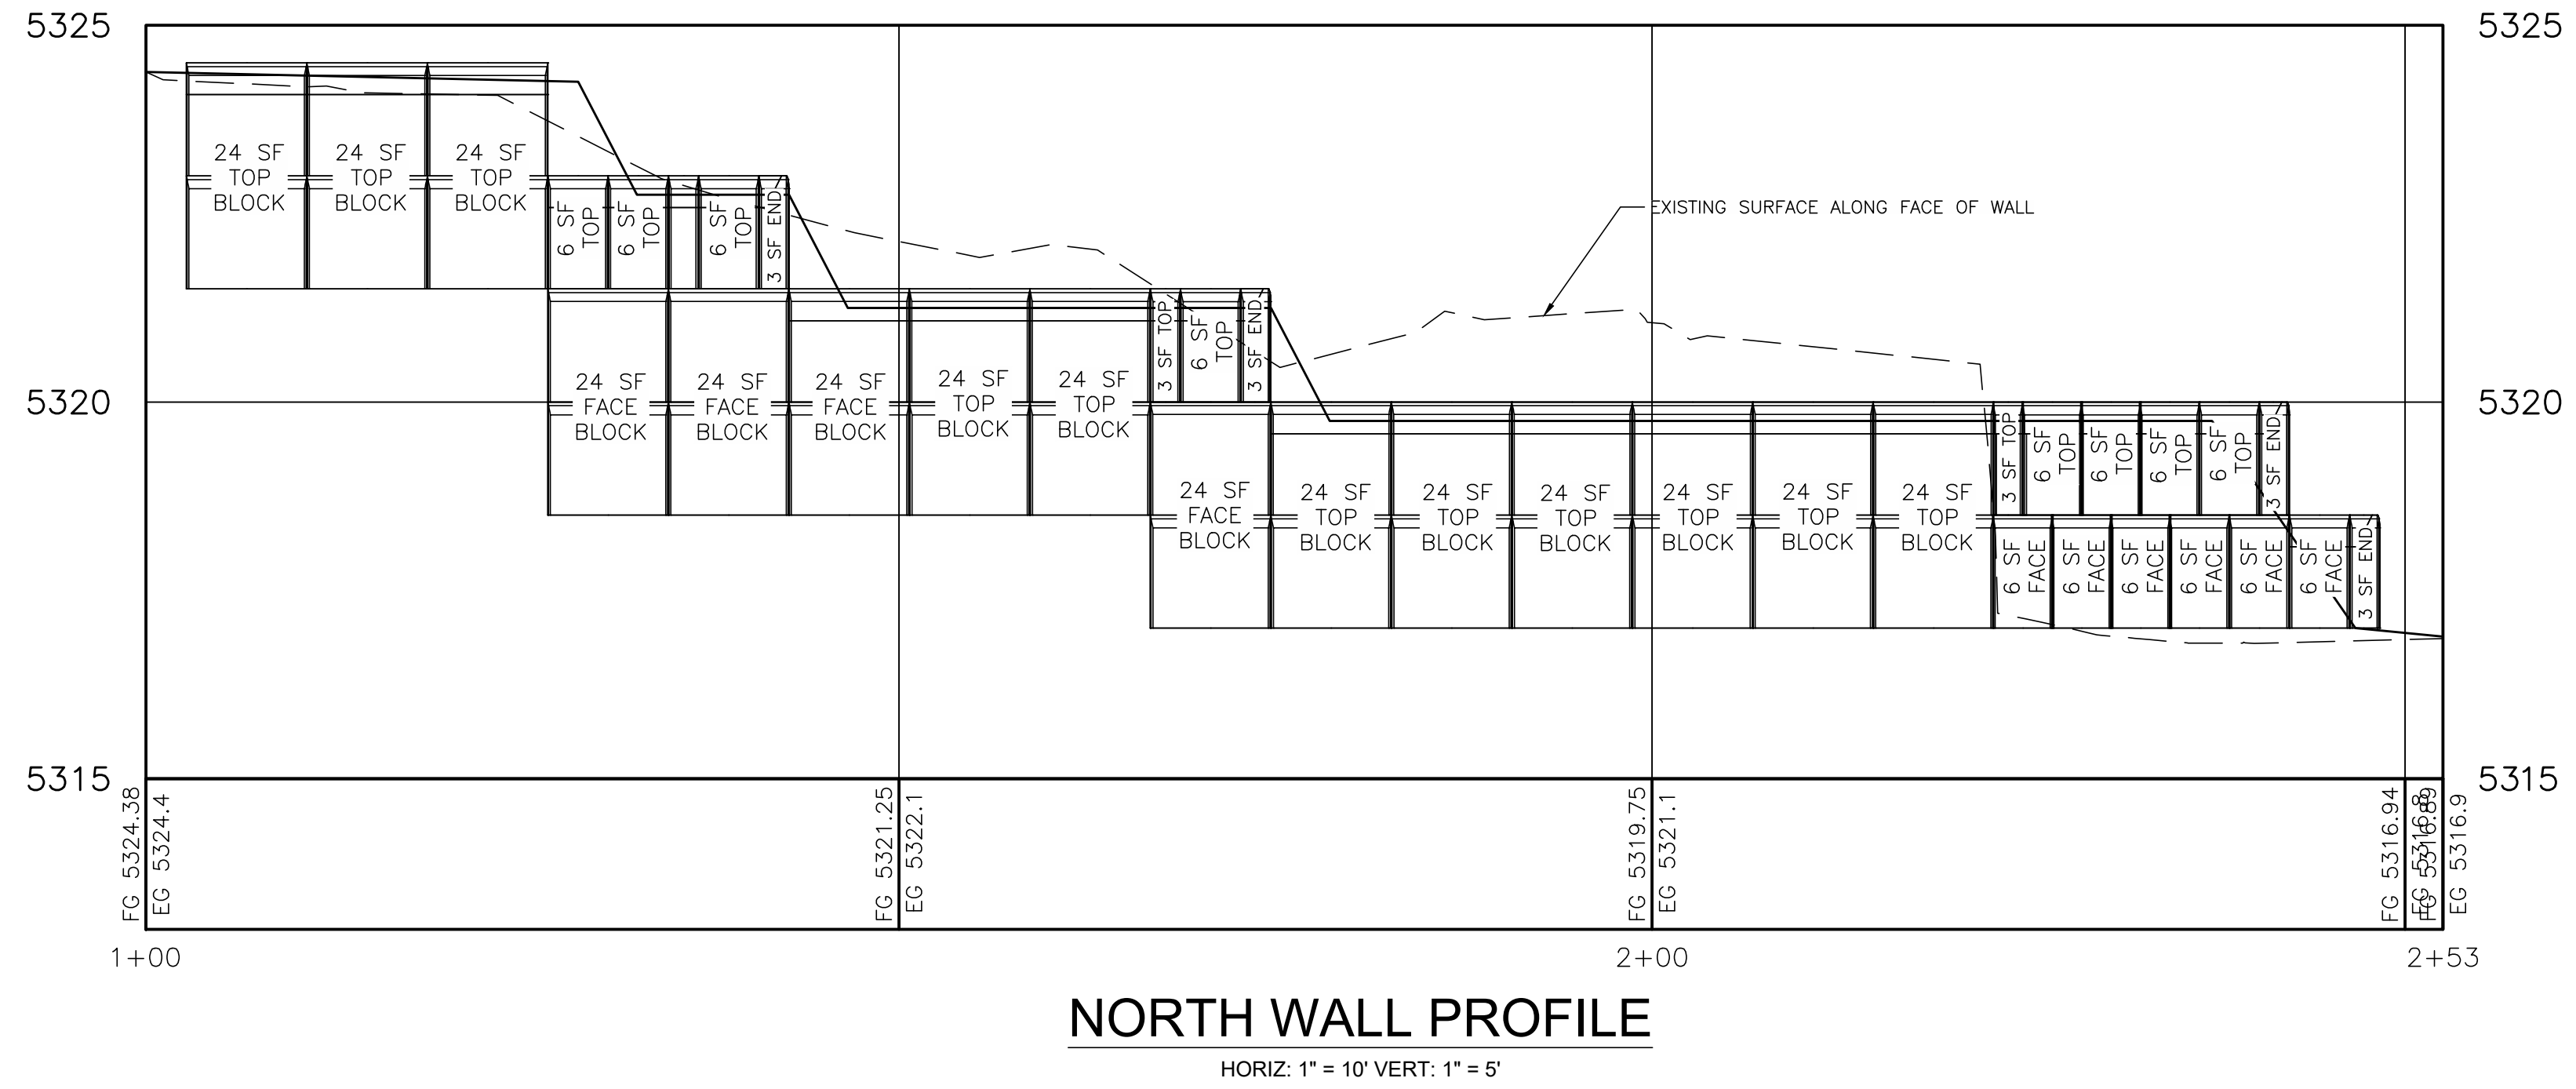 5325
5325
24 SF
TOP
BLOCK
24 SF
TOP
BLOCK
24 SF
TOP
BLOCK
6 SF
TOP
6 SF
TOP
6 SF
TOP
3 SF END
EXISTING SURFACE ALONG FACE OF WALL
5320
5320
24 SF
FACE
BLOCK
24 SF
FACE
BLOCK
24 SF
FACE
BLOCK
24 SF
TOP
BLOCK
24 SF
TOP
BLOCK
3 SF TOP
6 SF
TOP
3 SF END
24 SF
FACE
BLOCK
24 SF
TOP
BLOCK
24 SF
TOP
BLOCK
24 SF
TOP
BLOCK
24 SF
TOP
BLOCK
24 SF
TOP
BLOCK
24 SF
TOP
BLOCK
3 SF TOP
6 SF
TOP
6 SF
TOP
6 SF
TOP
6 SF
TOP
3 SF END
6 SF
FACE
6 SF
FACE
6 SF
FACE
6 SF
FACE
6 SF
FACE
6 SF
FACE
3 SF END
5315
5315
FG 5324.38
EG 5324.4
FG 5321.25
EG 5322.1
FG 5319.75
EG 5321.1
FG 5316.94
EG 5316.8
FG 5316.89
EG 5316.9
1+00
2+00
2+53
NORTH WALL PROFILE
HORIZ: 1" = 10' VERT: 1" = 5'